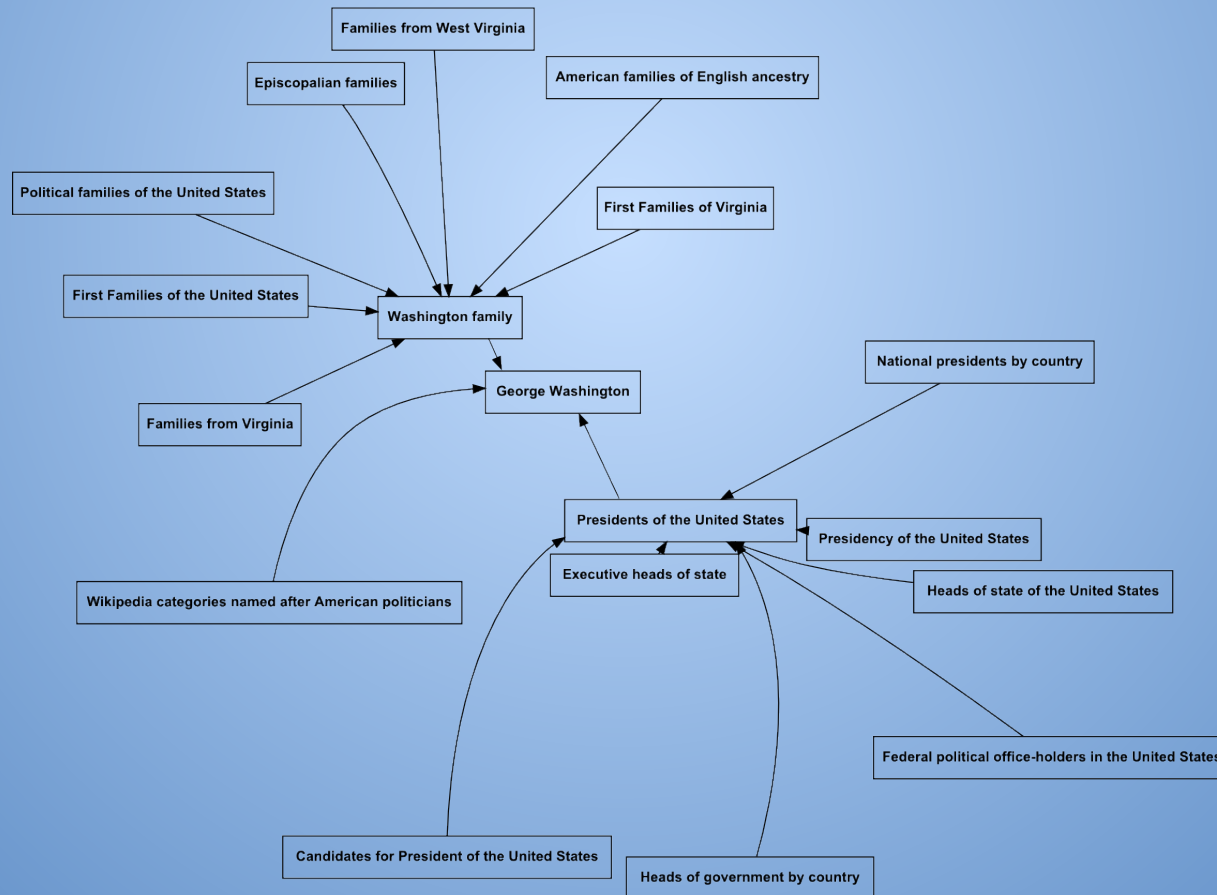 Families from West Virginia
American families of English ancestry
Episcopalian families
Political families of the United States
First Families of Virginia
First Families of the United States
Washington family
National presidents by country
George Washington
Families from Virginia
Presidents of the United States
Presidency of the United States
Executive heads of state
Heads of state of the United States
Wikipedia categories named after American politicians
Federal political office-holders in the United States
Candidates for President of the United States
Heads of government by country